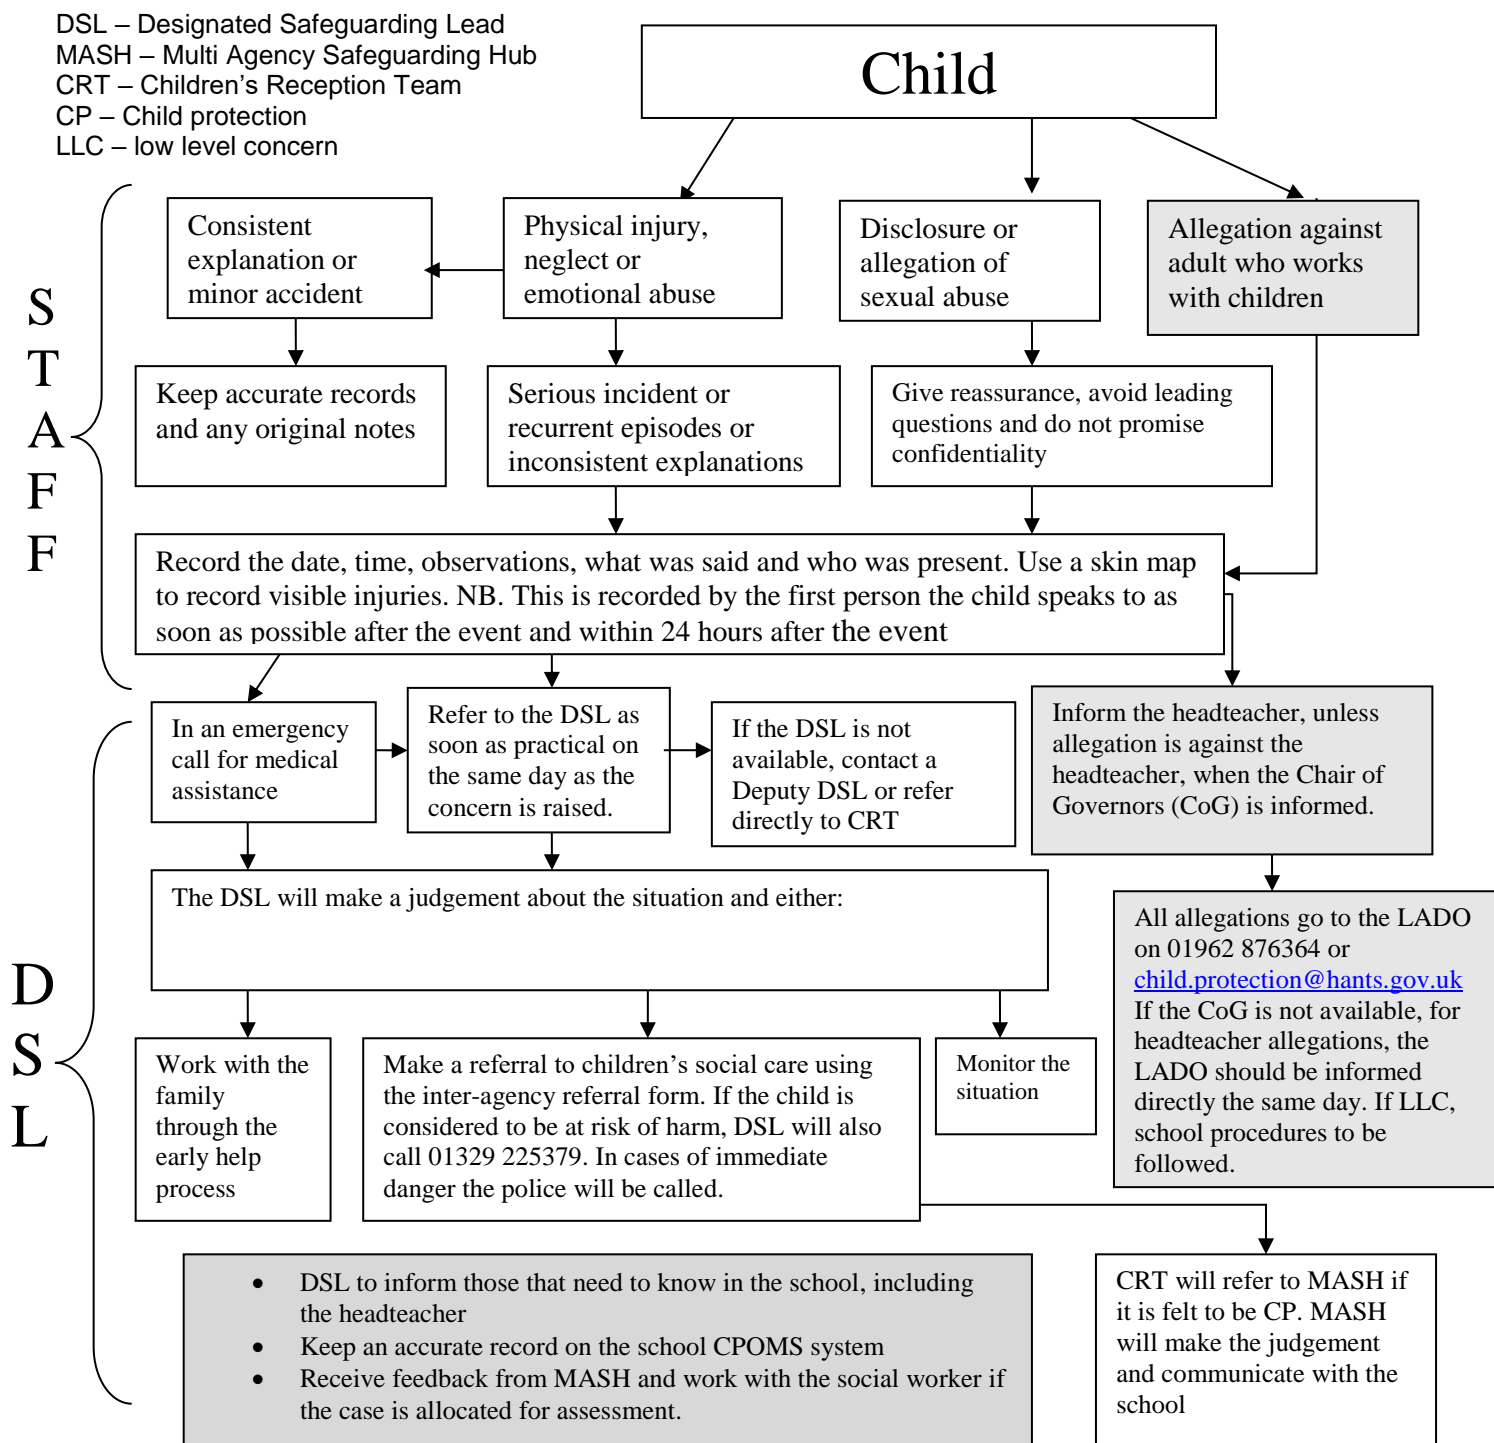 DSL – Designated Safeguarding Lead
MASH – Multi Agency Safeguarding Hub
CRT – Children's Reception Team
CP – Child protection
LLC – low level concern
Child
S
T
A
F
F
Consistent
explanation or
minor accident
Physical injury,
neglect or
emotional abuse
Disclosure or
allegation of
sexual abuse
Allegation against
adult who works
with children
Keep accurate records
and any original notes
Serious incident or
recurrent episodes or
inconsistent explanations
Give reassurance, avoid leading
questions and do not promise
confidentiality
Record the date, time, observations, what was said and who was present. Use a skin map
to record visible injuries. NB. This is recorded by the first person the child speaks to as
soon as possible after the event and within 24 hours after the event
D
S
L
In an emergency
call for medical
assistance
Refer to the DSL as
soon as practical on
the same day as the
concern is raised.
If the DSL is not
available, contact a
Deputy DSL or refer
directly to CRT
Inform the headteacher, unless
allegation is against the
headteacher, when the Chair of
Governors (CoG) is informed.
The DSL will make a judgement about the situation and either:
All allegations go to the LADO
on 01962 876364 or
child.protection@hants.gov.uk
If the CoG is not available, for
headteacher allegations, the
LADO should be informed
directly the same day. If LLC,
school procedures to be
followed.
Work with the
family
through the
early help
process
Make a referral to children's social care using
the inter-agency referral form. If the child is
considered to be at risk of harm, DSL will also
call 01329 225379. In cases of immediate
danger the police will be called.
Monitor the
situation
• DSL to inform those that need to know in the school, including
the headteacher
• Keep an accurate record on the school CPOMS system
• Receive feedback from MASH and work with the social worker if
the case is allocated for assessment.
CRT will refer to MASH if
it is felt to be CP. MASH
will make the judgement
and communicate with the
school